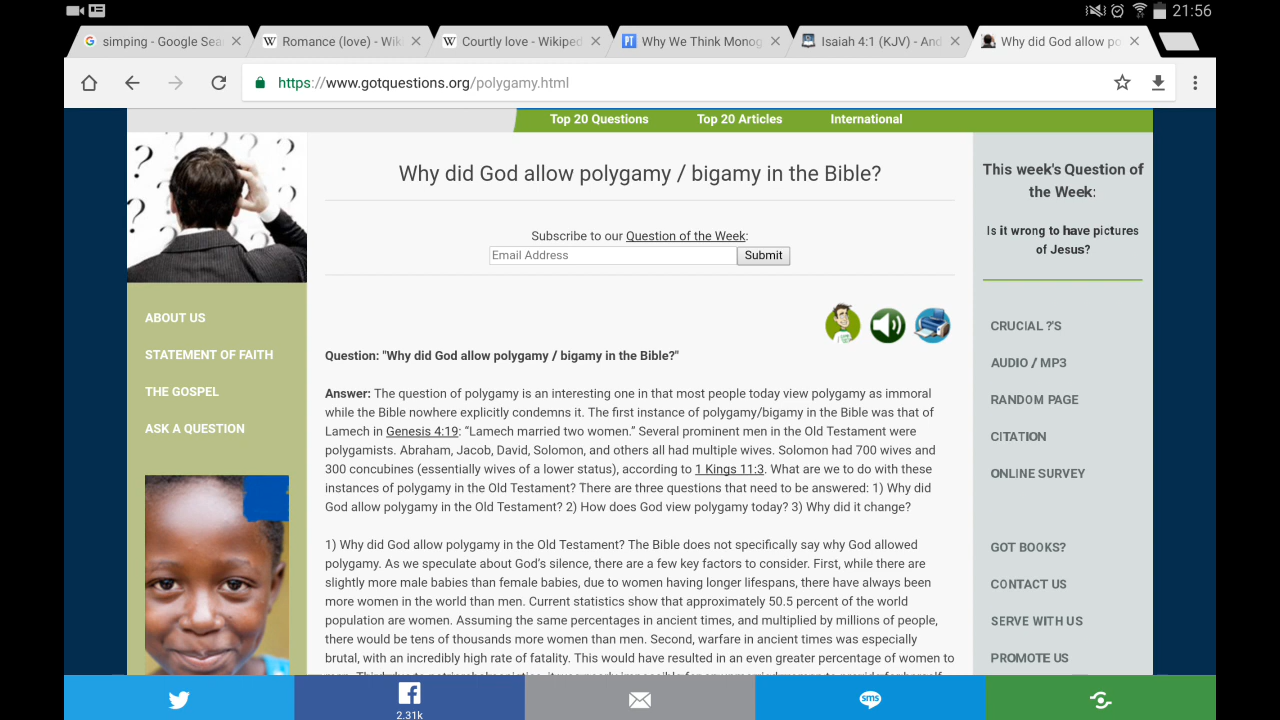 21:56
simping - Google Sea
Romance (love) - Wiki
Courtly love - Wikiped
Why We Think Monog
Isaiah 4:1 (KJV) - And
Why did God allow po
https://www.gotquestions.org/polygamy.html
Top 20 Questions
Top 20 Articles
International
ABOUT US
STATEMENT OF FAITH
THE GOSPEL
ASK A QUESTION
Why did God allow polygamy / bigamy in the Bible?
Subscribe to our Question of the Week:
Email Address
Submit
Question: "Why did God allow polygamy / bigamy in the Bible?"
Answer: The question of polygamy is an interesting one in that most people today view polygamy as immoral
while the Bible nowhere explicitly condemns it. The first instance of polygamy/bigamy in the Bible was that of
Lamech in Genesis 4:19: “Lamech married two women.” Several prominent men in the Old Testament were
polygamists. Abraham, Jacob, David, Solomon, and others all had multiple wives. Solomon had 700 wives and
300 concubines (essentially wives of a lower status), according to 1 Kings 11:3. What are we to do with these
instances of polygamy in the Old Testament? There are three questions that need to be answered: 1) Why did
God allow polygamy in the Old Testament? 2) How does God view polygamy today? 3) Why did it change?
1) Why did God allow polygamy in the Old Testament? The Bible does not specifically say why God allowed
polygamy. As we speculate about God’s silence, there are a few key factors to consider. First, while there are
slightly more male babies than female babies, due to women having longer lifespans, there have always been
more women in the world than men. Current statistics show that approximately 50.5 percent of the world
population are women. Assuming the same percentages in ancient times, and multiplied by millions of people,
there would be tens of thousands more women than men. Second, warfare in ancient times was especially
brutal, with an incredibly high rate of fatality. This would have resulted in an even greater percentage of women to
This week's Question of
the Week:
Is it wrong to have pictures
of Jesus?
CRUCIAL ?'S
AUDIO / MP3
RANDOM PAGE
CITATION
ONLINE SURVEY
GOT BOOKS?
CONTACT US
SERVE WITH US
PROMOTE US
2.31k
sms